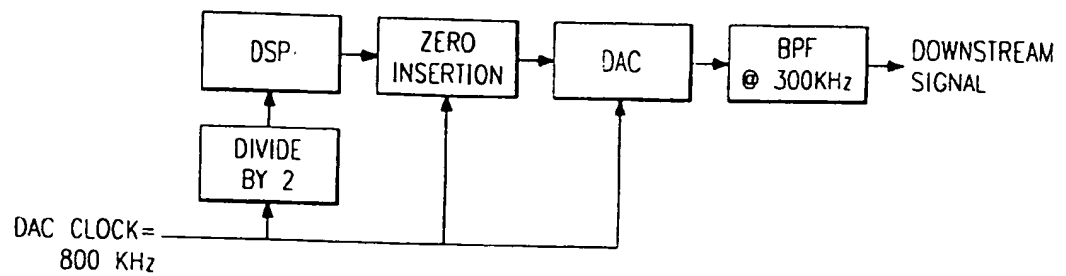 DSP
ZERO
INSERTION
DAC
BPF
@ 300KHz
DOWNSTREAM
SIGNAL
DIVIDE
BY 2
DAC CLOCK=
800 KHz